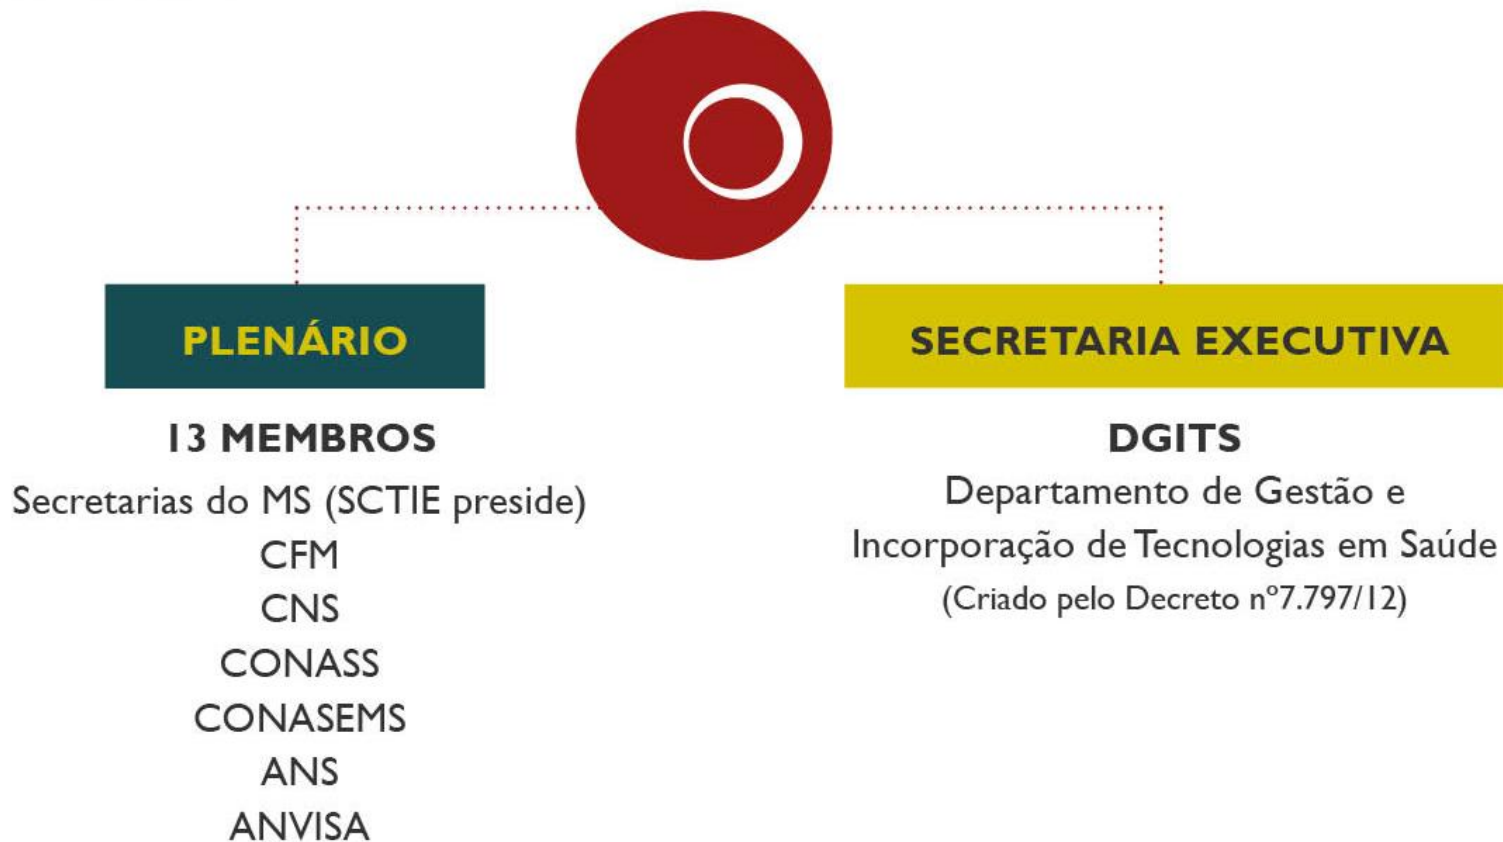 PLENÁRIO
13 MEMBROS
Secretarias do MS (SCTIE preside)
CFM
CNS
CONASS
CONASEMS
ANS
ANVISA
SECRETARIA EXECUTIVA
DGITS
Departamento de Gestão e
Incorporação de Tecnologias em Saúde
(Criado pelo Decreto nº7.797/12)